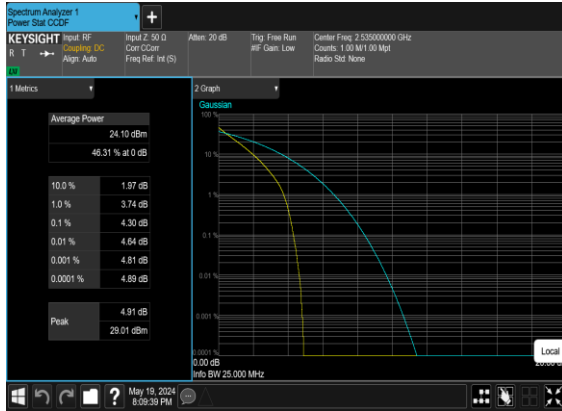 Spectrum Analyzer 1
Power Stat CCDF
+
KEYSIGHT
R T
LU
Input: RF
Coupling: DC
Align: Auto
Input Z: 50 Ω
Corr CCorr
Freq Ref: Int (S)
Atten: 20 dB
Trig: Free Run
#IF Gain: Low
Center Freq: 2.535000000 GHz
Counts: 1.00 M/1.00 Mpt
Radio Std: None
1 Metrics
Average Power
24.10 dBm
46.31 % at 0 dB
10.0 % 1.97 dB
1.0 % 3.74 dB
0.1 % 4.30 dB
0.01 % 4.64 dB
0.001 % 4.81 dB
0.0001 % 4.89 dB
Peak
4.91 dB
29.01 dBm
2 Graph
Gaussian
100 %
10 %
1 %
0.1 %
0.01 %
0.001 %
0.0001 %
0.00 dB
Info BW 25.000 MHz
Local
?
May 19, 2024
8:09:39 PM